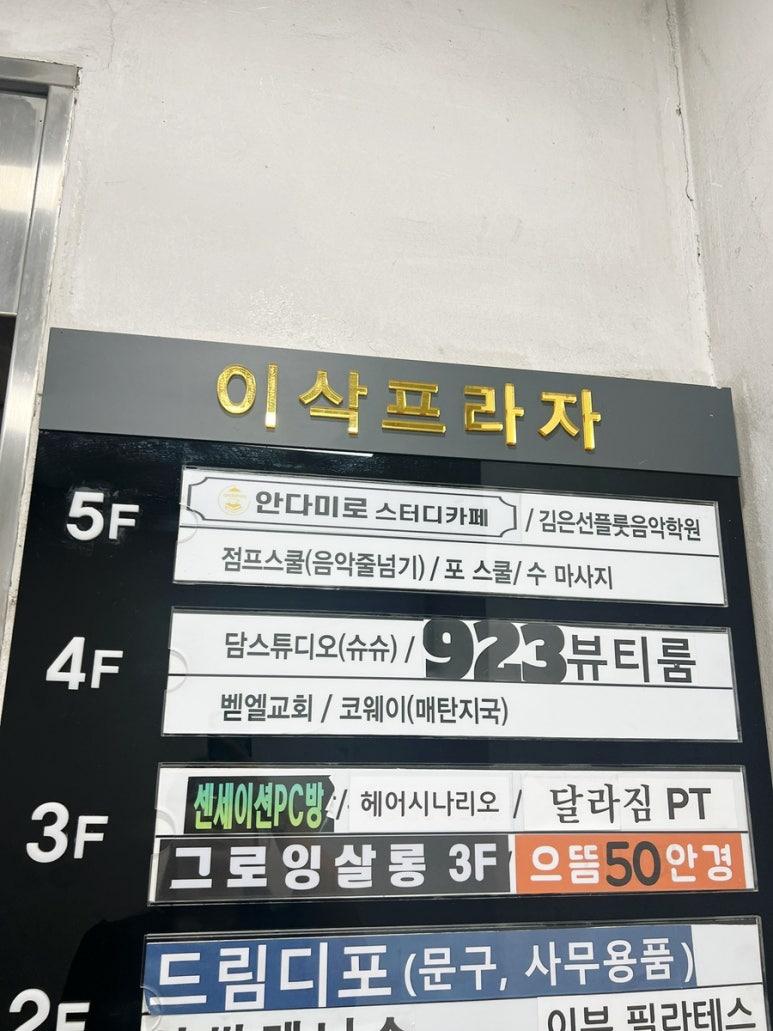 이삭프라자
5F
안다미로 스터디카페 / 김은선플룻음악학원
점프스쿨(음악줄넘기) / 포 스쿨/ 수 마사지
4F
담스튜디오(슈슈) / 923뷰티룸
벧엘교회 / 코웨이(매탄지국)
3F
센세이션PC방 / 헤어시나리오 / 달라짐 PT
그로잉살롱 3F 으뜸50안경
2F
드림디포(문구, 사무용품)
이브 필라테스